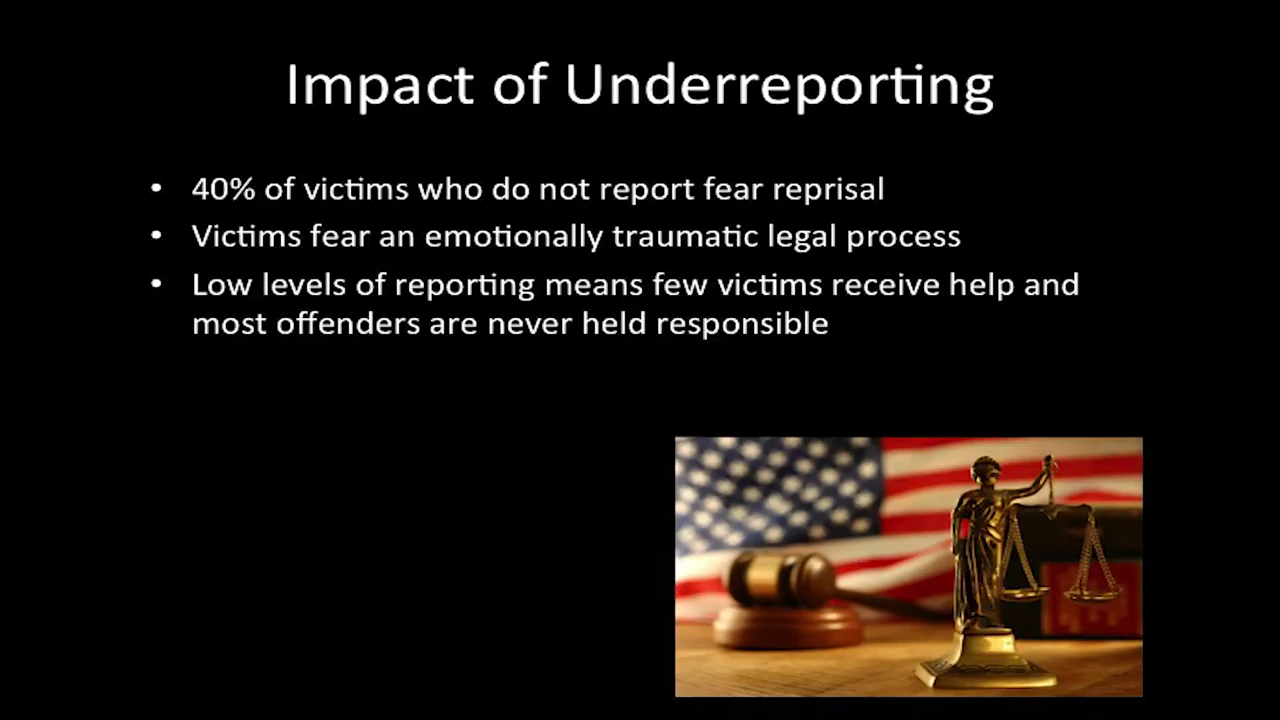 Impact of Underreporting
• 40% of victims who do not report fear reprisal
• Victims fear an emotionally traumatic legal process
• Low levels of reporting means few victims receive help and
most offenders are never held responsible